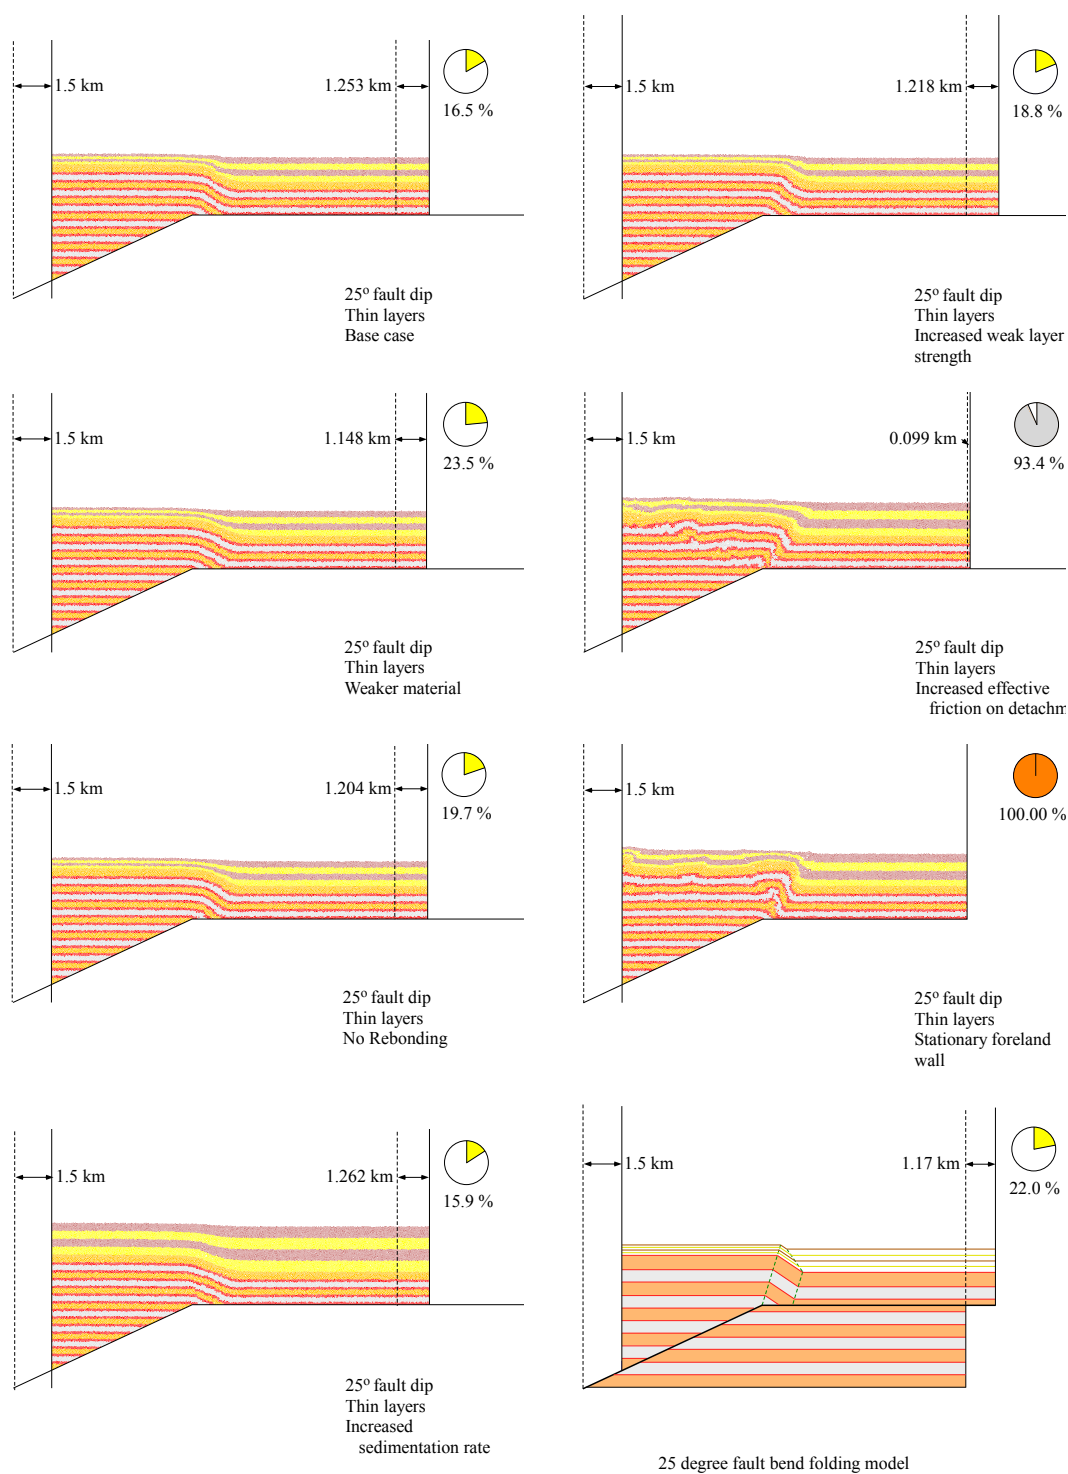 1.5 km
1.253 km
16.5 %
25º fault dip
Thin layers
Base case
1.5 km
1.218 km
18.8 %
25º fault dip
Thin layers
Increased weak layer
strength
1.5 km
1.148 km
23.5 %
25º fault dip
Thin layers
Weaker material
1.5 km
0.099 km
93.4 %
25º fault dip
Thin layers
Increased effective
friction on detachm
1.5 km
1.204 km
19.7 %
25º fault dip
Thin layers
No Rebonding
1.5 km
100.00 %
25º fault dip
Thin layers
Stationary foreland
wall
1.5 km
1.262 km
15.9 %
25º fault dip
Thin layers
Increased
sedimentation rate
1.5 km
1.17 km
22.0 %
25 degree fault bend folding model